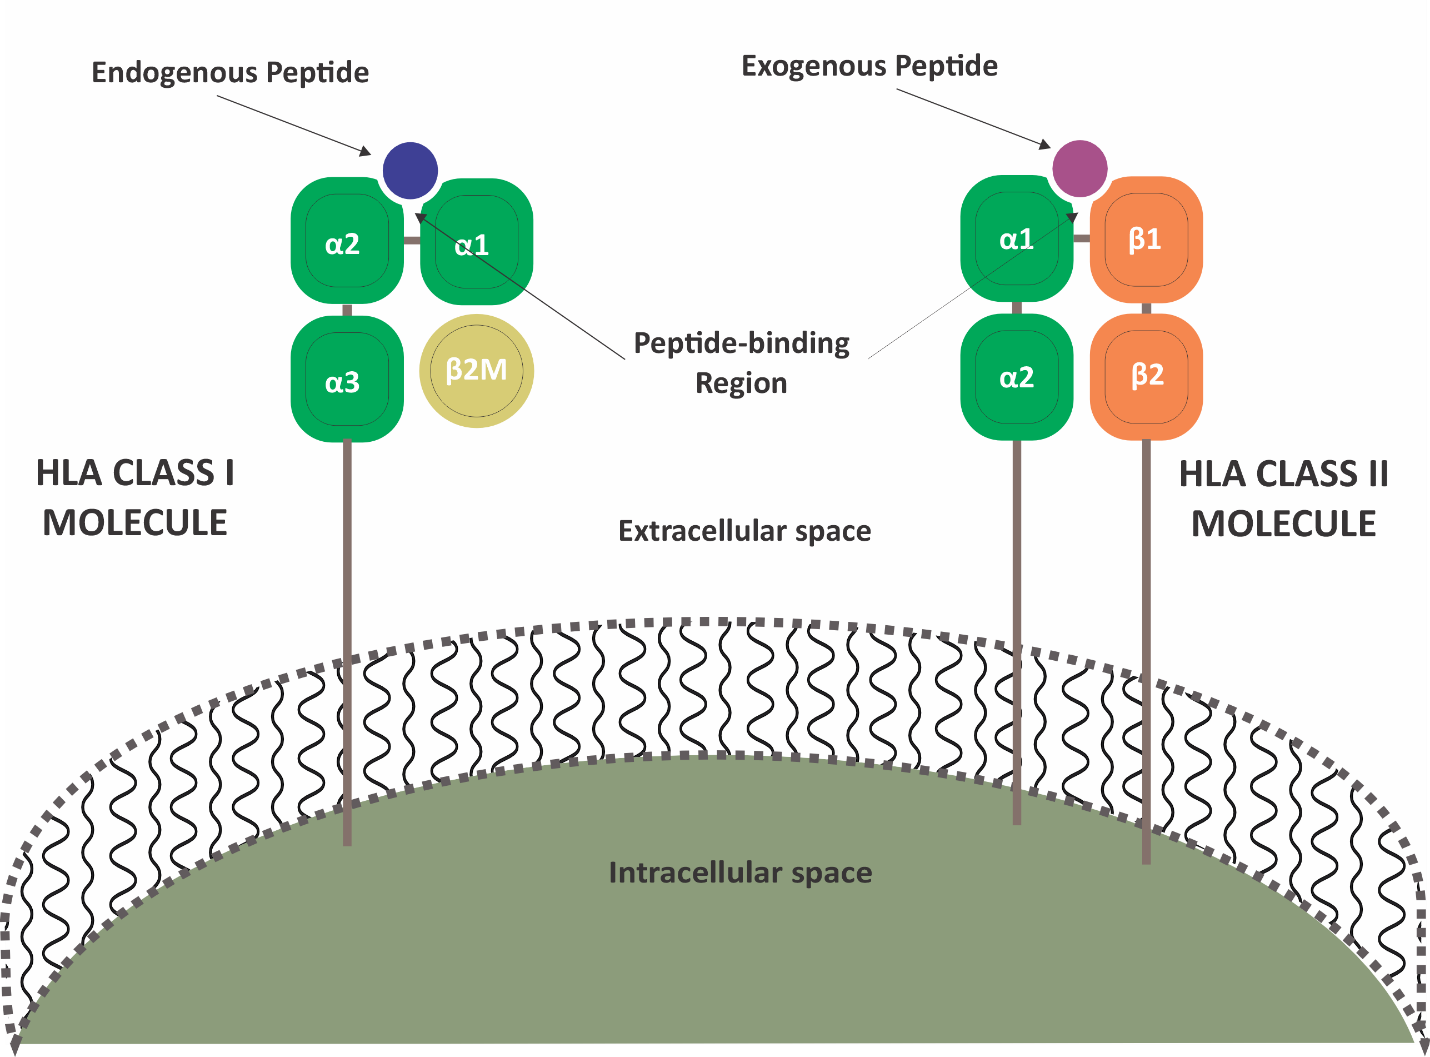 Endogenous Peptide
Exogenous Peptide
α2
α1
α1
β1
α3
β2M
Peptide-binding
Region
α2
β2
HLA CLASS I
MOLECULE
HLA CLASS II
MOLECULE
Extracellular space
Intracellular space